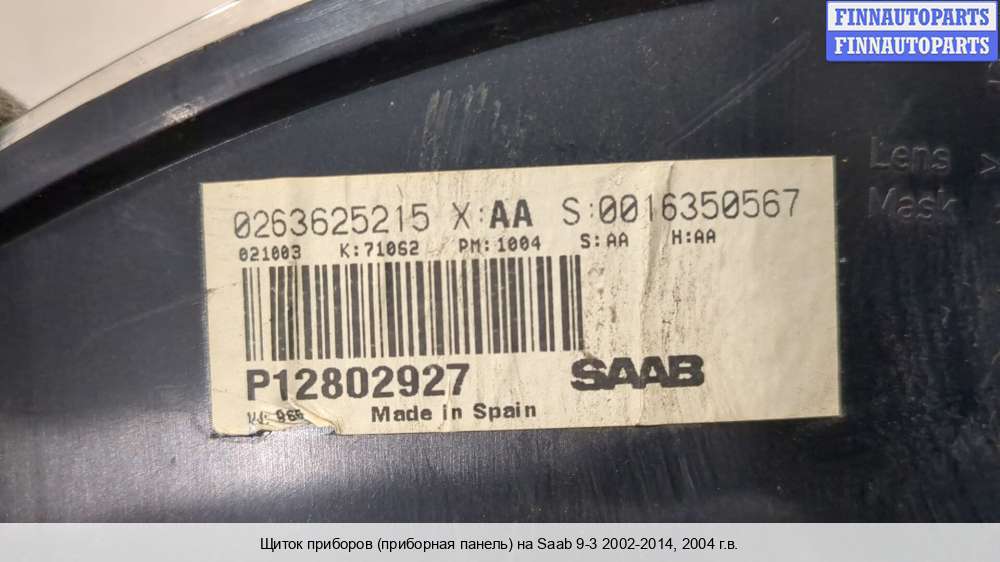 FINNAUTOPARTS
FINNAUTOPARTS
Lens
Mask
0263625215 X:AA S:0016350567
021003 K:71062 PM:1004 S:AA H:AA
P12802927 SAAB
Made in Spain
Щиток приборов (приборная панель) на Saab 9-3 2002-2014, 2004 г.в.